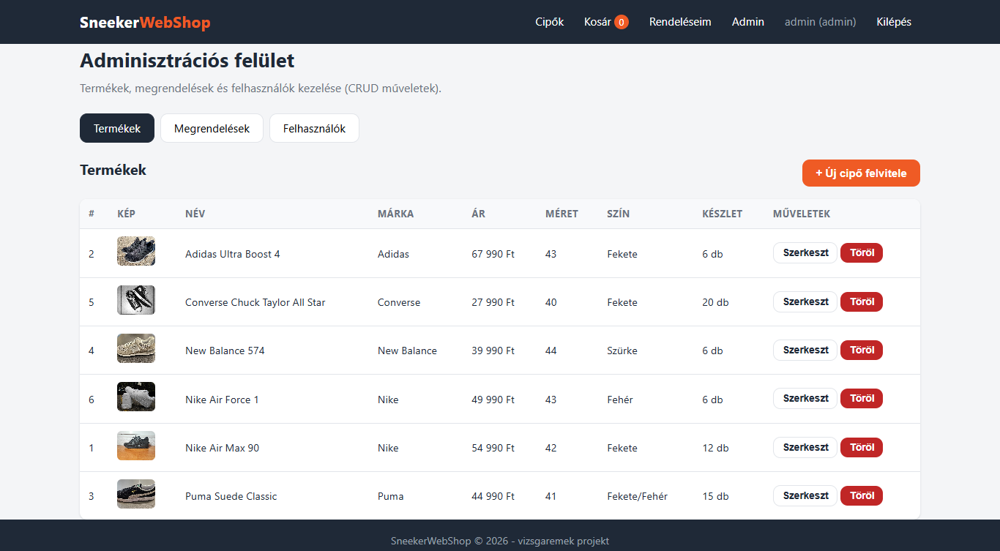 SneekerWebShop Cipők Kosár 0 Rendeléseim Admin admin (admin) Kilépés
Adminisztrációs felület
Termékek, megrendelések és felhasználók kezelése (CRUD műveletek).
Termékek Megrendelések Felhasználók
Termékek + Új cipő felvitele
# KÉP NÉV MÁRKA ÁR MÉRET SZÍN KÉSZLET MŰVELETEK
2 Adidas Ultra Boost 4 Adidas 67 990 Ft 43 Fekete 6 db Szerkeszt Töröl
5 Converse Chuck Taylor All Star Converse 27 990 Ft 40 Fekete 20 db Szerkeszt Töröl
4 New Balance 574 New Balance 39 990 Ft 44 Szürke 6 db Szerkeszt Töröl
6 Nike Air Force 1 Nike 49 990 Ft 43 Fehér 6 db Szerkeszt Töröl
1 Nike Air Max 90 Nike 54 990 Ft 42 Fekete 12 db Szerkeszt Töröl
3 Puma Suede Classic Puma 44 990 Ft 41 Fekete/Fehér 15 db Szerkeszt Töröl
SneekerWebShop © 2026 - vizsgaremek projekt